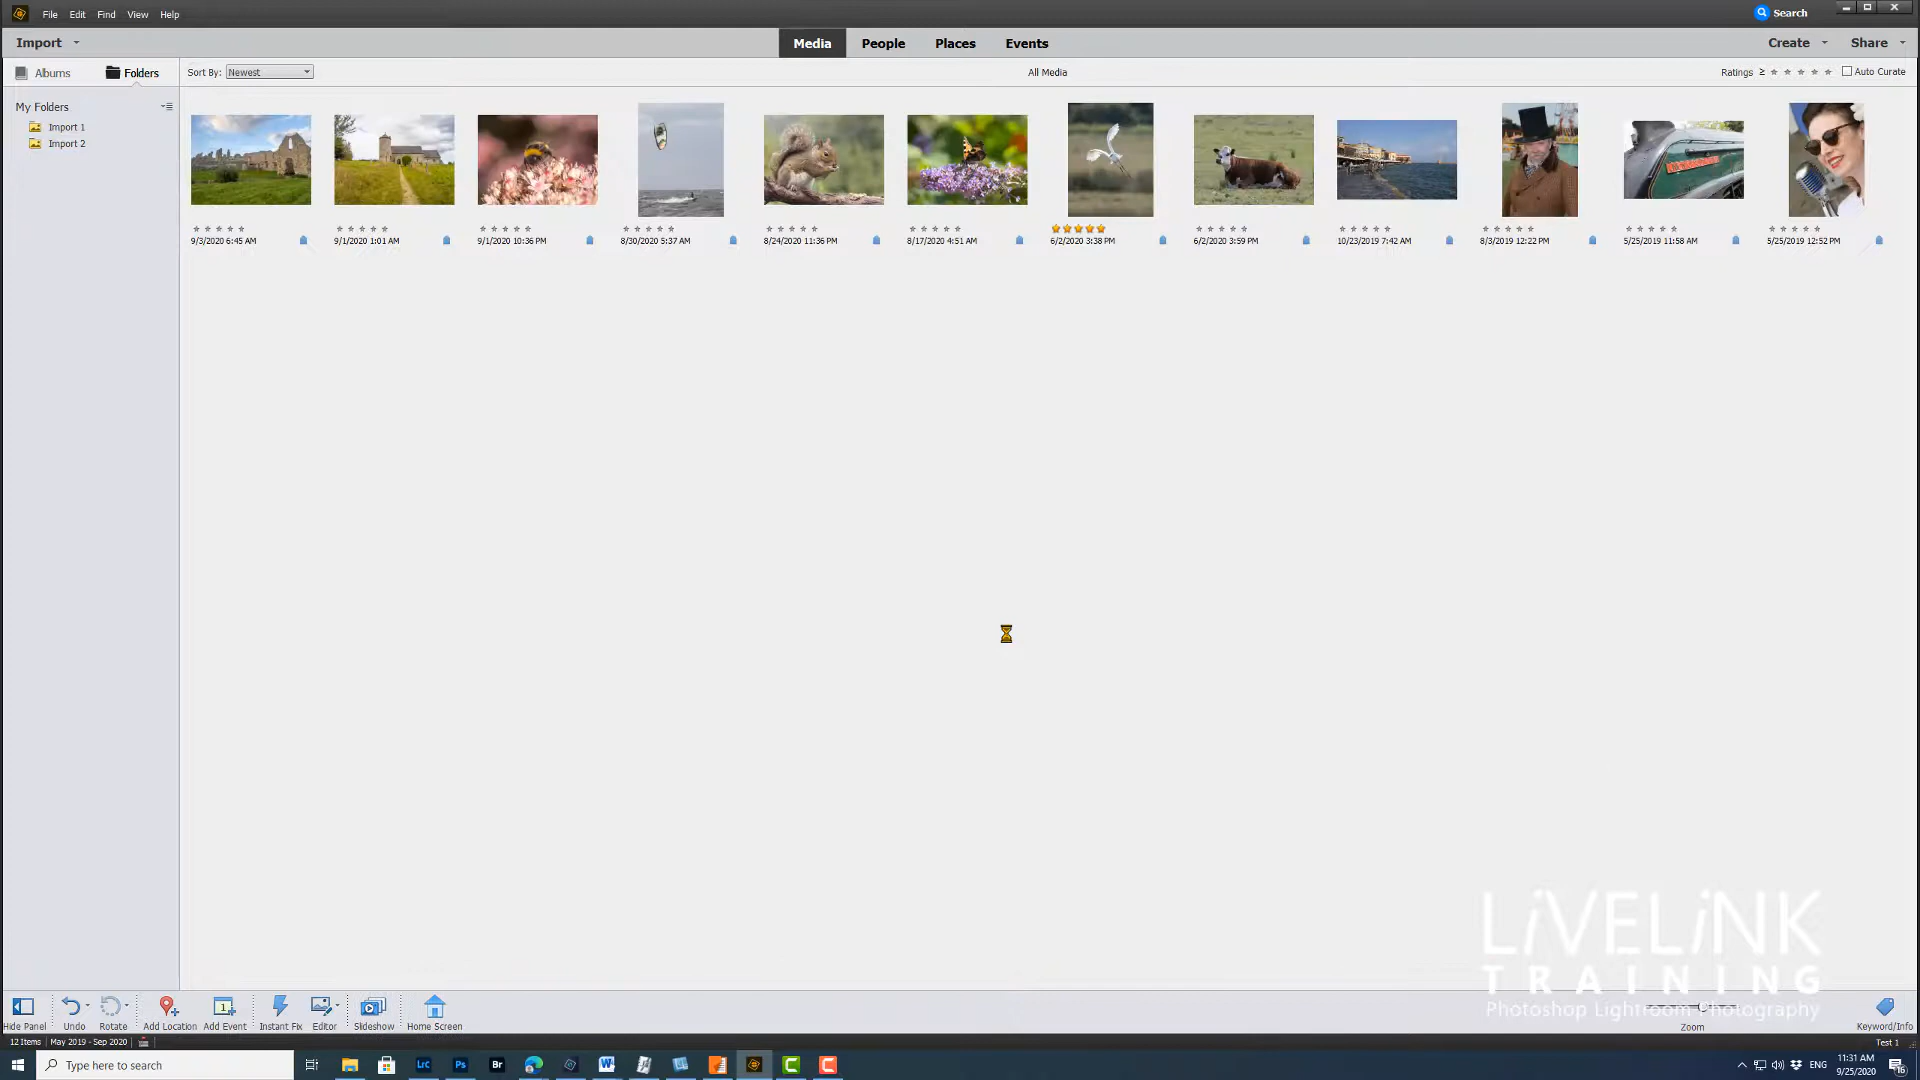 File Edit Find View Help
Search
Import
Media People Places Events
Create Share
Albums Folders
Sort By: Newest
All Media
Ratings ≥
Auto Curate
My Folders
Import 1
Import 2
9/3/2020 6:45 AM
9/1/2020 1:01 AM
9/1/2020 10:36 PM
8/30/2020 5:37 AM
8/24/2020 11:36 PM
8/17/2020 4:51 AM
6/2/2020 3:38 PM
6/2/2020 3:59 PM
10/23/2019 7:42 AM
8/3/2019 12:22 PM
5/25/2019 11:58 AM
5/25/2019 12:52 PM
LiVELiNK
TRAINING
Photoshop Lightroom Photography
1
Hide Panel Undo Rotate Add Location Add Event Instant Fix Editor Slideshow Home Screen Zoom Keyword/Info
12 Items May 2019 - Sep 2020
Test 1
Type here to search
LrC Ps Br W C C
ENG
11:31 AM
9/25/2020
16